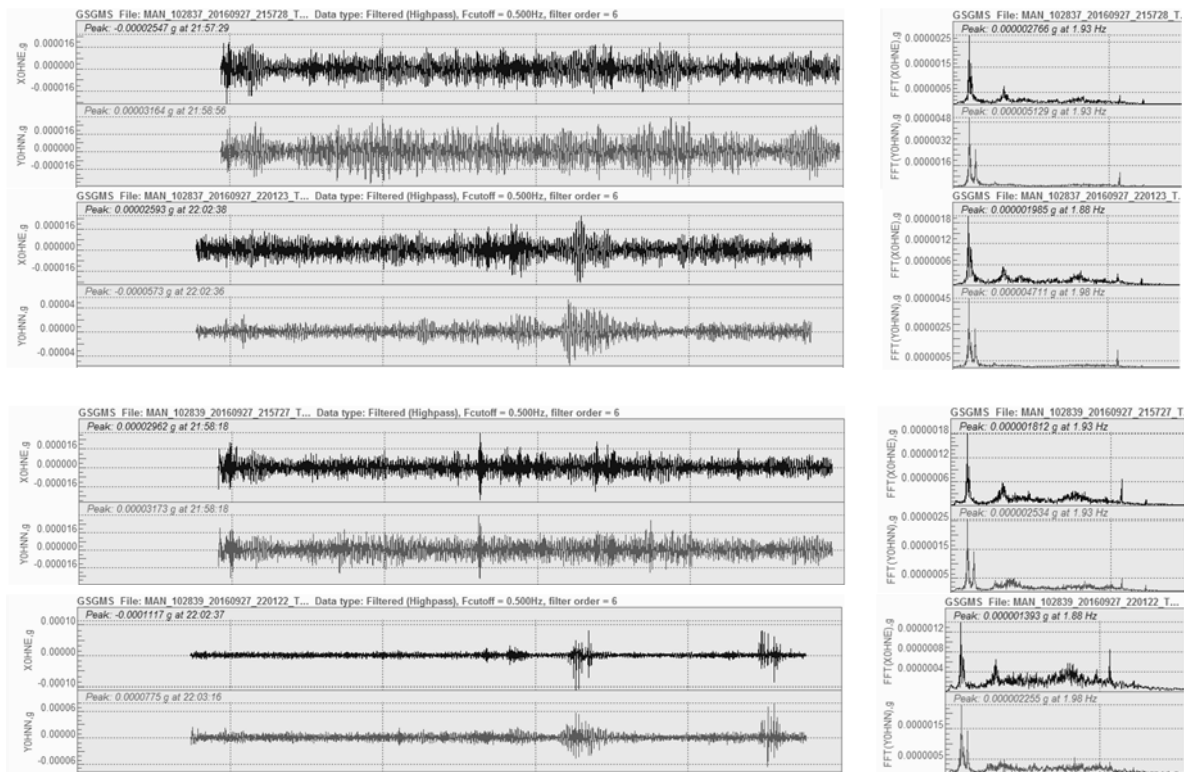 GSGMS File: MAN_102837_20160927_215728_T... Data type: Filtered (Highpass), Fcutoff = 0.500Hz, filter order = 6
Peak: -0.00002547 g at 21:57:29
X0HNE,g
0.000016
0.000000
-0.000016
Peak: 0.00003164 g at 21:58:56
Y0HNN,g
0.000016
0.000000
-0.000016
GSGMS File: MAN_102837_20160927_215728_T.
Peak: 0.000002766 g at 1.93 Hz
FFT(X0HNE),g
0.0000025
0.0000015
0.0000005
Peak: 0.000005129 g at 1.93 Hz
FFT(Y0HNN),g
0.0000048
0.0000032
0.0000016
GSGMS File: MAN_102837_20160927_220123_T... Data type: Filtered (Highpass), Fcutoff = 0.500Hz, filter order = 6
Peak: 0.00002593 g at 22:02:38
X0HNE,g
0.000016
0.000000
-0.000016
Peak: -0.0000573 g at 22:02:36
Y0HNN,g
0.00004
0.00000
-0.00004
GSGMS File: MAN_102837_20160927_220123_T.
Peak: 0.000001985 g at 1.88 Hz
FFT(X0HNE),g
0.0000018
0.0000012
0.0000006
Peak: 0.000004711 g at 1.98 Hz
FFT(Y0HNN),g
0.0000045
0.0000025
0.0000005
GSGMS File: MAN_102839_20160927_215727_T... Data type: Filtered (Highpass), Fcutoff = 0.500Hz, filter order = 6
Peak: 0.00002962 g at 21:58:18
X0HNE,g
0.000016
0.000000
-0.000016
Peak: 0.00003173 g at 21:58:18
Y0HNN,g
0.000016
0.000000
-0.000016
GSGMS File: MAN_102839_20160927_215727_T
Peak: 0.000001812 g at 1.93 Hz
FFT(X0HNE),g
0.0000018
0.0000012
0.0000006
Peak: 0.000002534 g at 1.93 Hz
FFT(Y0HNN),g
0.0000025
0.0000015
0.0000005
GSGMS File: MAN_102839_20160927_220122_T... Data type: Filtered (Highpass), Fcutoff = 0.500Hz, filter order = 6
Peak: -0.0001117 g at 22:02:37
X0HNE,g
0.00010
0.00000
-0.00010
Peak: 0.0000775 g at 22:03:16
Y0HNN,g
0.00006
0.00000
-0.00006
GSGMS File: MAN_102839_20160927_220122_T...
Peak: 0.000001393 g at 1.88 Hz
FFT(X0HNE),g
0.0000012
0.0000008
0.0000004
Peak: 0.000002255 g at 1.98 Hz
FFT(Y0HNN),g
0.0000015
0.0000005